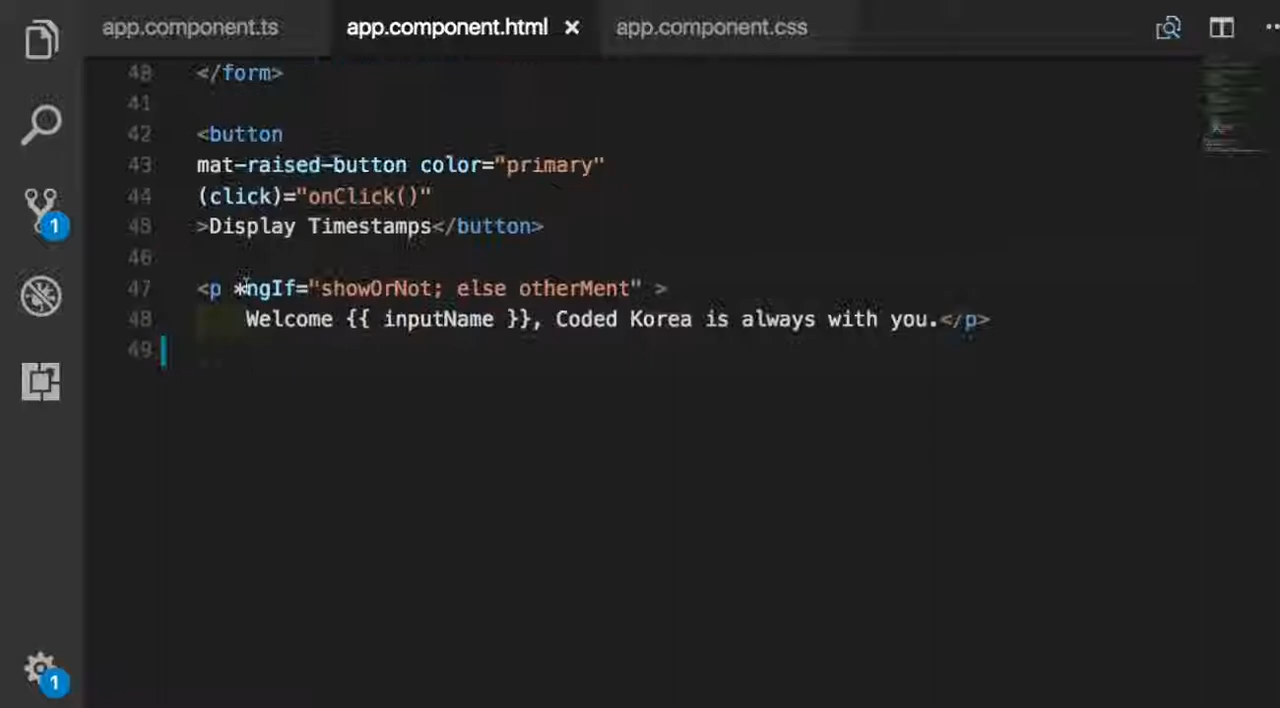 app.component.ts
app.component.html
app.component.css
40 </form>
41
42 <button
43 mat-raised-button color="primary"
44 (click)="onClick()"
45 >Display Timestamps</button>
46
47 <p *ngIf="showOrNot; else otherMent" >
48 Welcome {{ inputName }}, Coded Korea is always with you.</p>
49
1
1